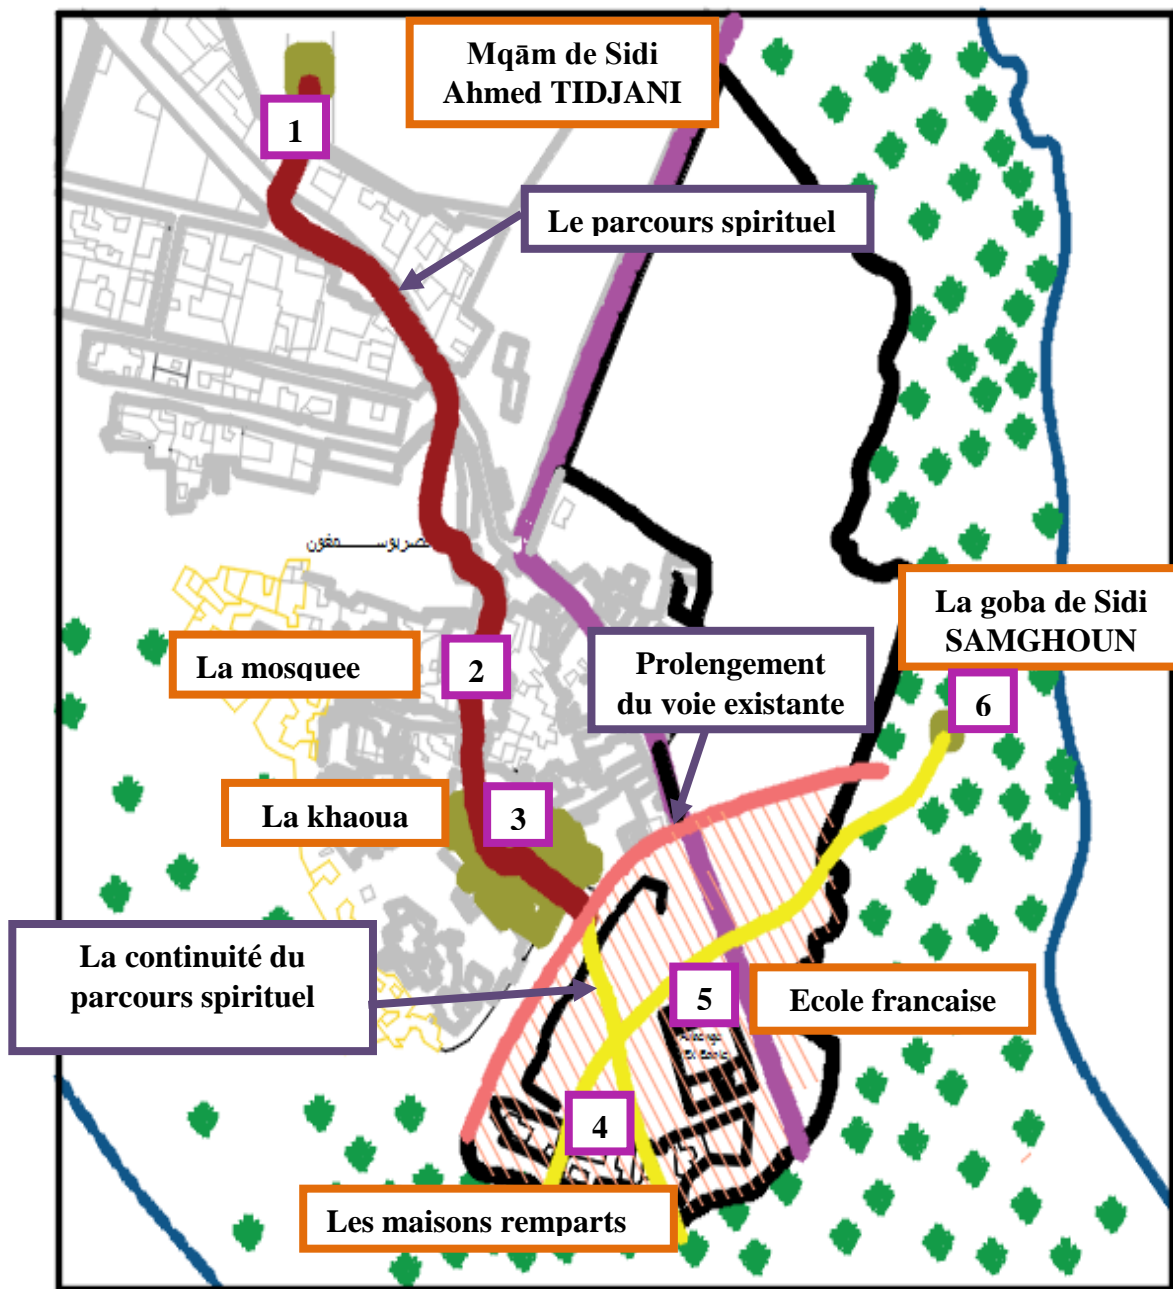 Mqām de Sidi
Ahmed TIDJANI
1
Le parcours spirituel
La goba de Sidi
SAMGHOUN
La mosquee
2
Prolengement
du voie existante
6
La khaoua
3
La continuité du
parcours spirituel
5
Ecole francaise
4
Les maisons remparts